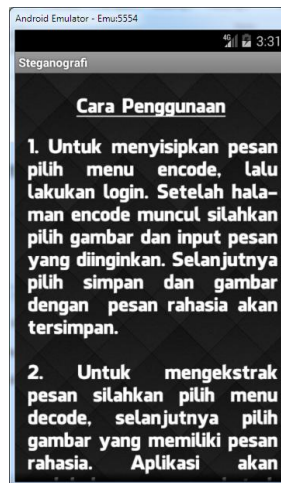 Android Emulator - Emu:5554
4G 3:31
Steganografi
Cara Penggunaan
1. Untuk menyisipkan pesan
pilih menu encode, lalu
lakukan login. Setelah hala-
man encode muncul silahkan
pilih gambar dan input pesan
yang diinginkan. Selanjutnya
pilih simpan dan gambar
dengan pesan rahasia akan
tersimpan.
2. Untuk mengekstrak
pesan silahkan pilih menu
decode, selanjutnya pilih
gambar yang memiliki pesan
rahasia. Aplikasi akan